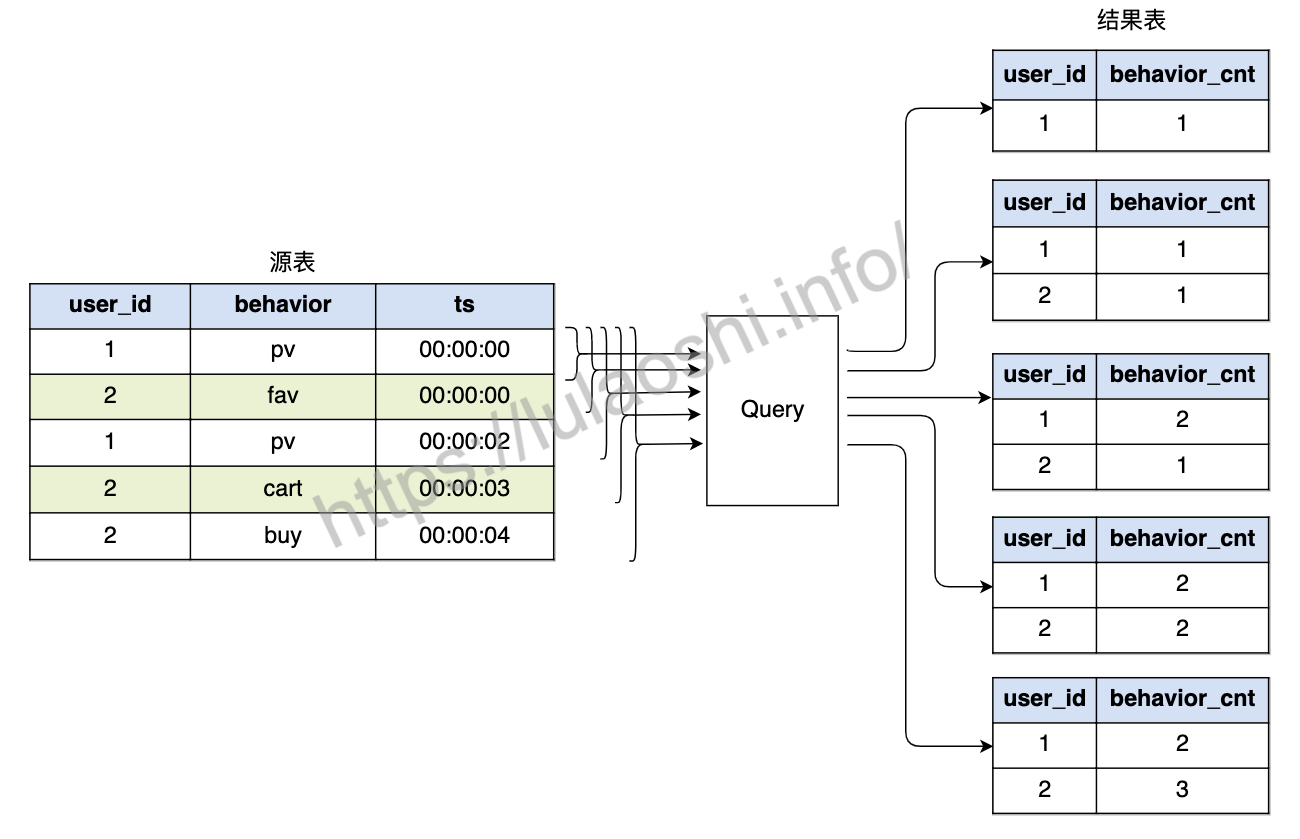 结果表
user_id behavior_cnt
1 1
user_id behavior_cnt
1 1
2 1
源表
user_id behavior ts
1 pv 00:00:00
2 fav 00:00:00
1 pv 00:00:02
2 cart 00:00:03
2 buy 00:00:04
Query
https://lulaoshi.info/
user_id behavior_cnt
1 2
2 1
user_id behavior_cnt
1 2
2 2
user_id behavior_cnt
1 2
2 3